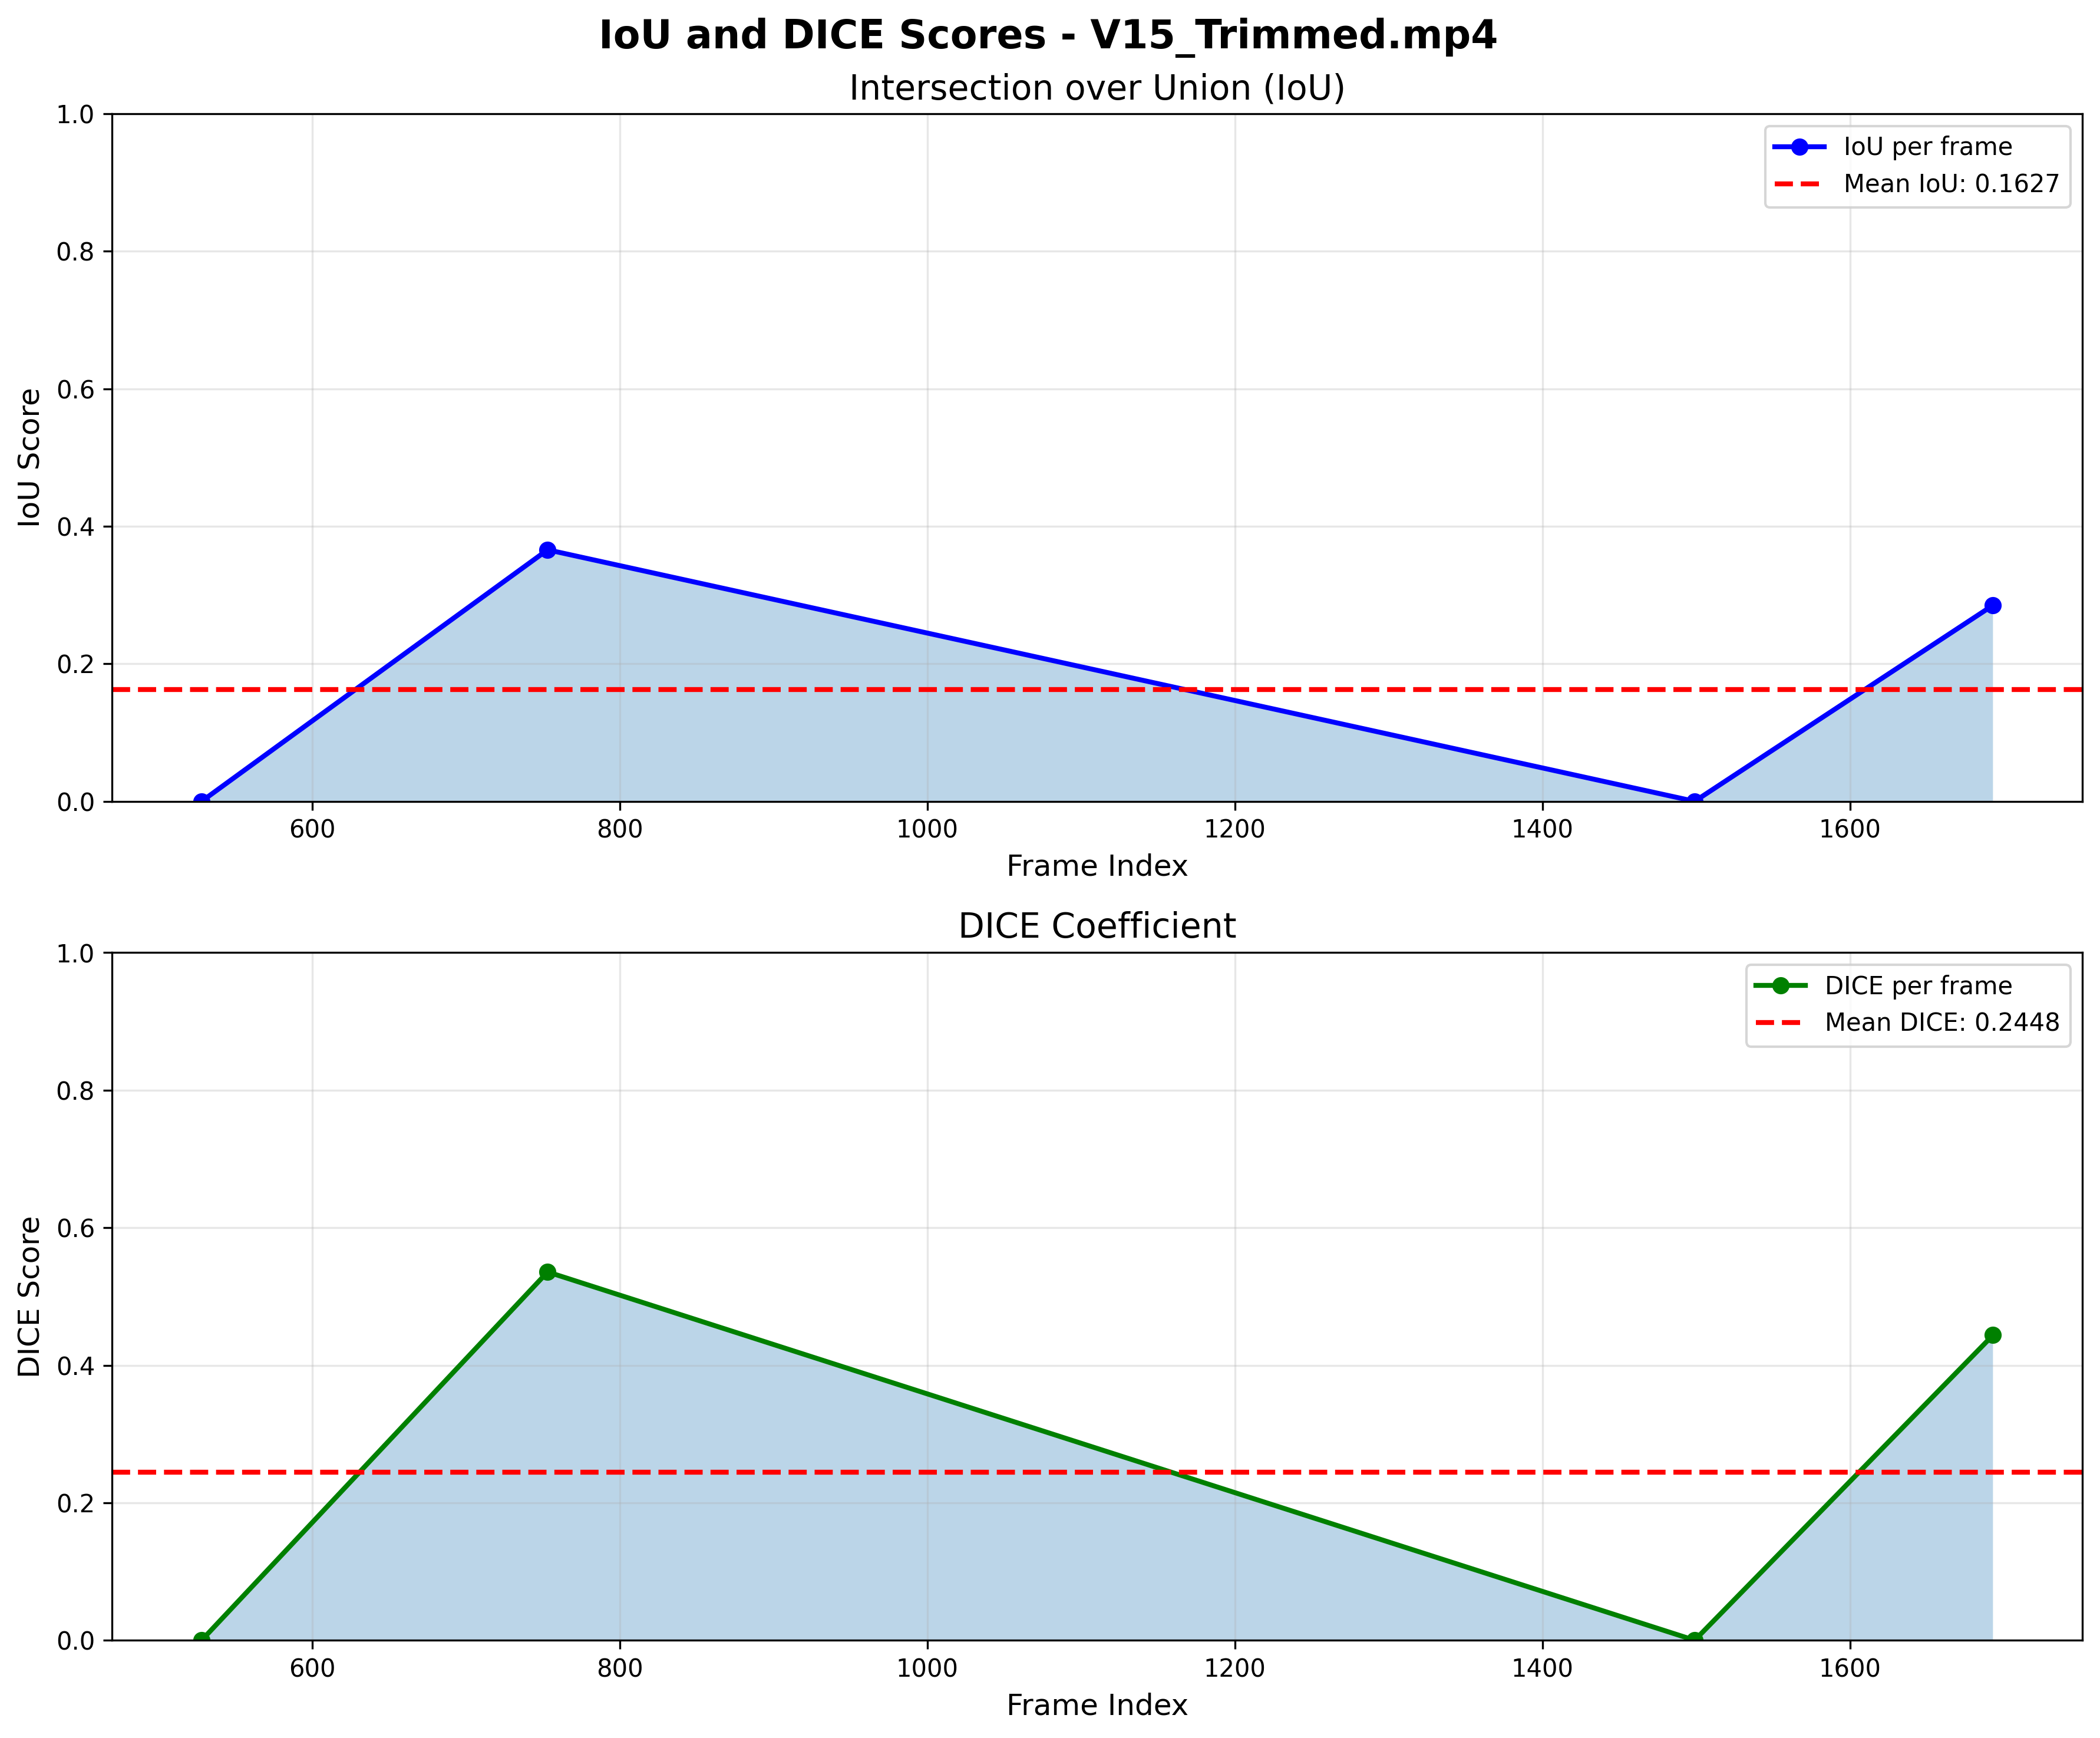 IoU and DICE Scores - V15_Trimmed.mp4
Intersection over Union (IoU)
1.0
0.8
0.6
0.4
0.2
0.0
IoU Score
IoU per frame
Mean IoU: 0.1627
600 800 1000 1200 1400 1600
Frame Index
DICE Coefficient
1.0
0.8
0.6
0.4
0.2
0.0
DICE Score
DICE per frame
Mean DICE: 0.2448
600 800 1000 1200 1400 1600
Frame Index